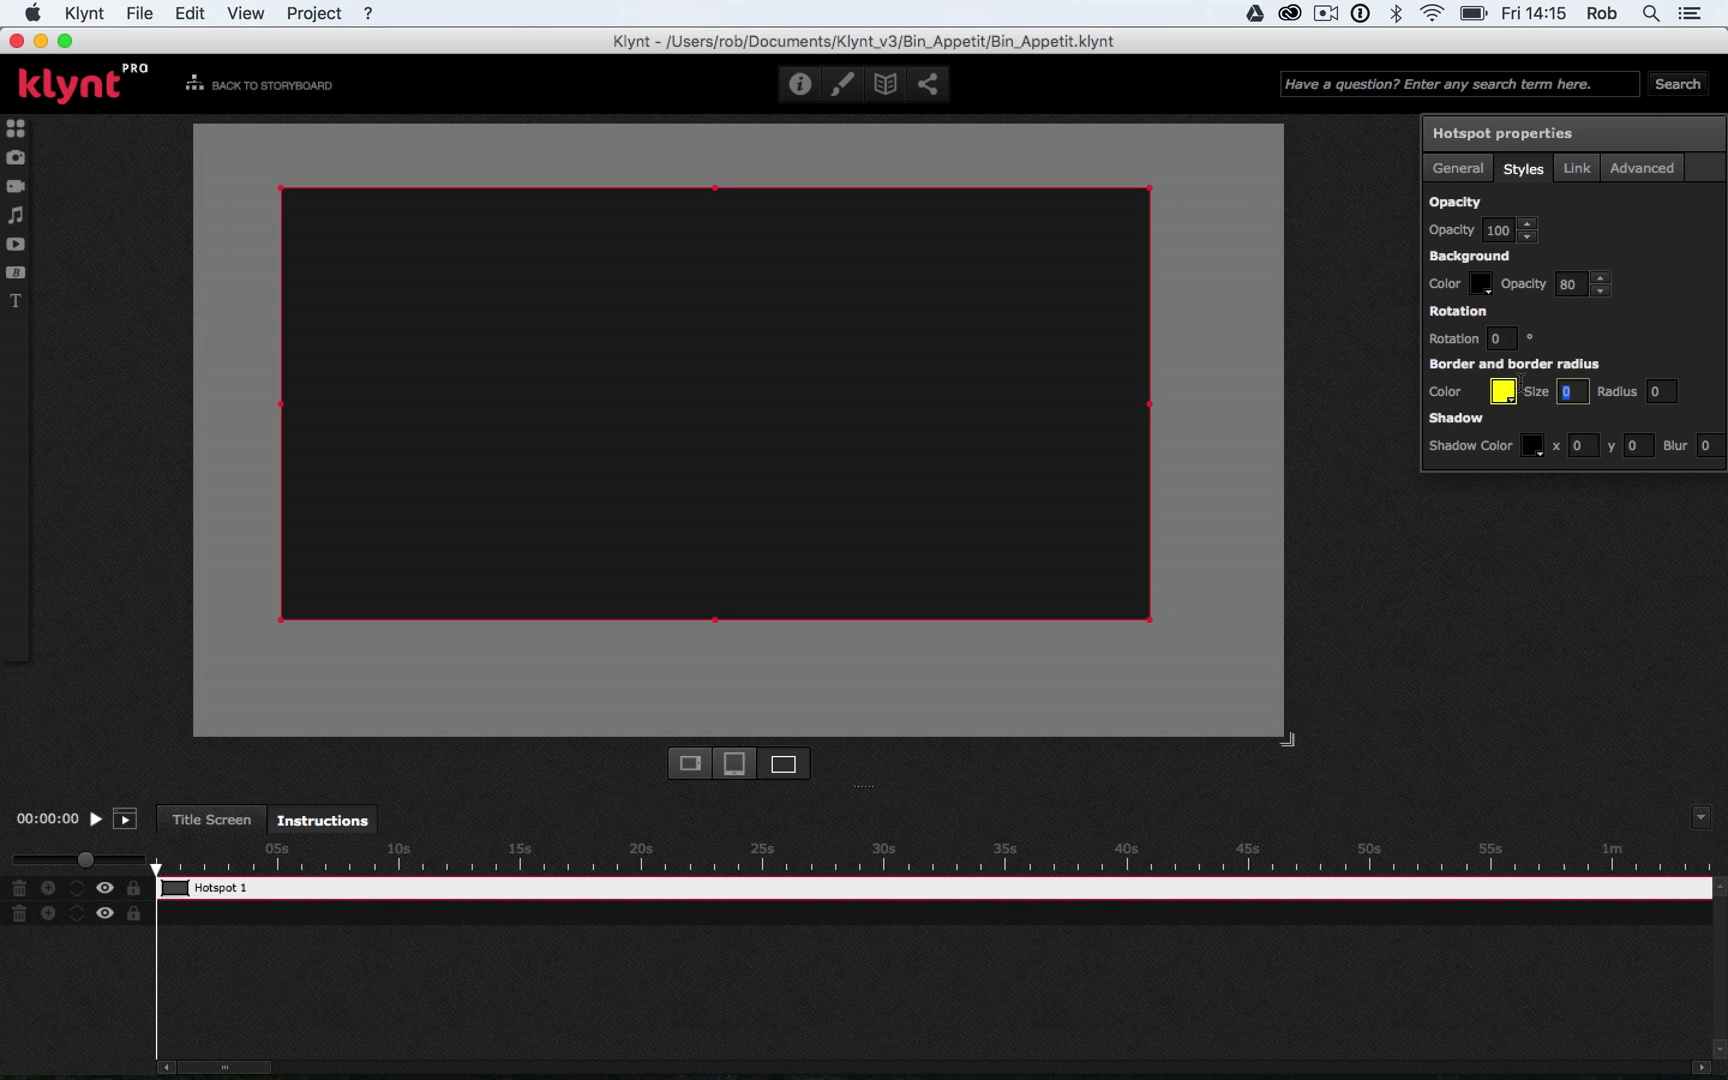 Klynt File Edit View Project ? Fri 14:15 Rob
Klynt - /Users/rob/Documents/Klynt_v3/Bin_Appetit/Bin_Appetit.klynt
klynt PRO
BACK TO STORYBOARD
Have a question? Enter any search term here.
Search
Hotspot properties
General Styles Link Advanced
Opacity
Opacity 100
Background
Color Opacity 80
Rotation
Rotation 0 °
Border and border radius
Color Size 0 Radius 0
Shadow
Shadow Color x 0 y 0 Blur 0
B
T
00:00:00 Title Screen Instructions
05s 10s 15s 20s 25s 30s 35s 40s 45s 50s 55s 1m
Hotspot 1